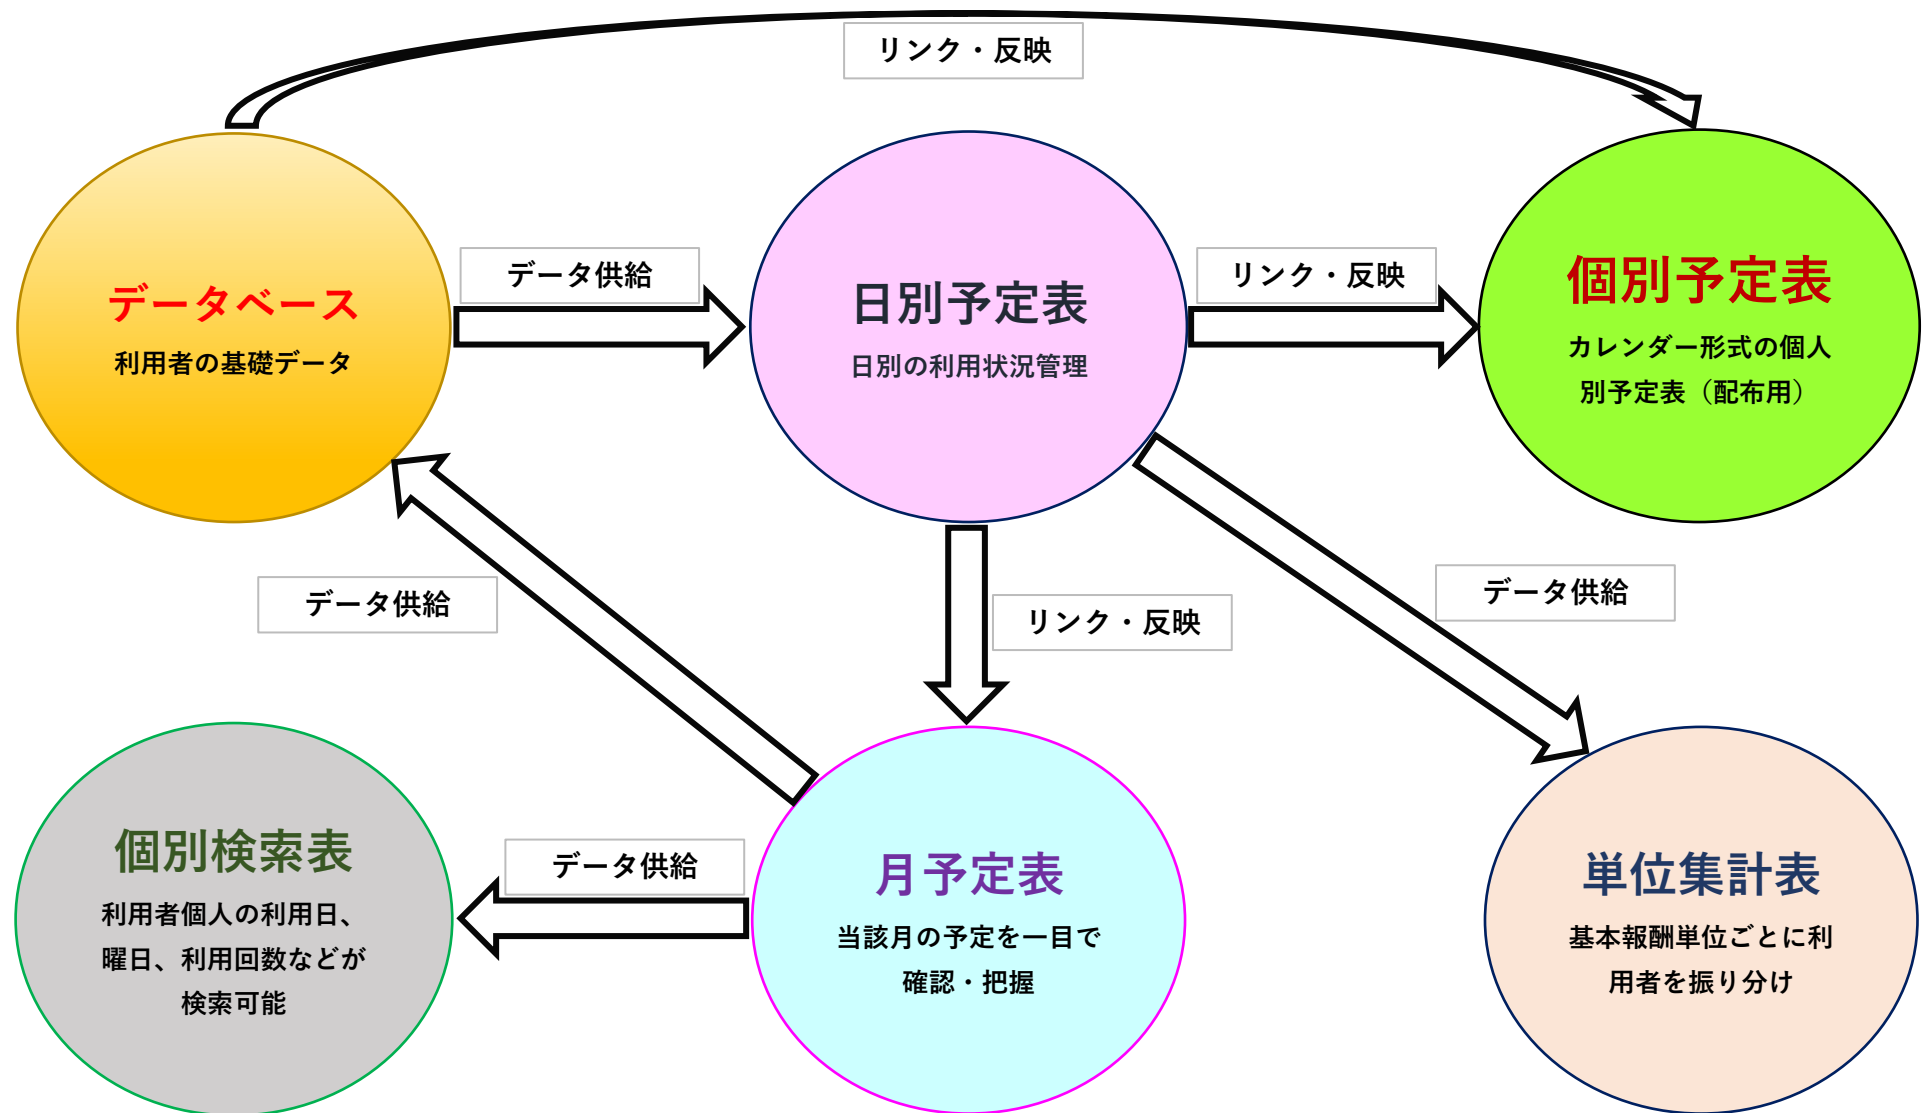 リンク・反映
データベース
利用者の基礎データ
データ供給
日別予定表
日別の利用状況管理
リンク・反映
個別予定表
カレンダー形式の個人
別予定表（配布用）
データ供給
リンク・反映
データ供給
個別検索表
利用者個人の利用日、
曜日、利用回数などが
検索可能
データ供給
月予定表
当該月の予定を一目で
確認・把握
単位集計表
基本報酬単位ごとに利
用者を振り分け